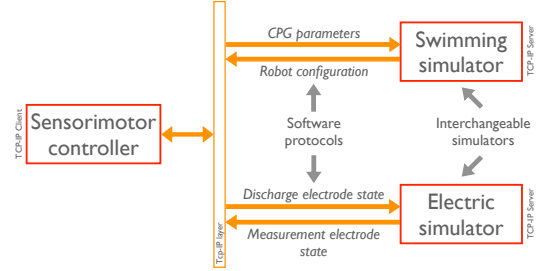 CPG parameters
Robot configuration
Swimming
simulator
TCP-IP Server
TCP-IP Client
Sensorimotor
controller
Software
protocols
Interchangeable
simulators
Discharge electrode state
Measurement electrode
state
Electric
simulator
TCP-IP Server
Tcp-IP layer